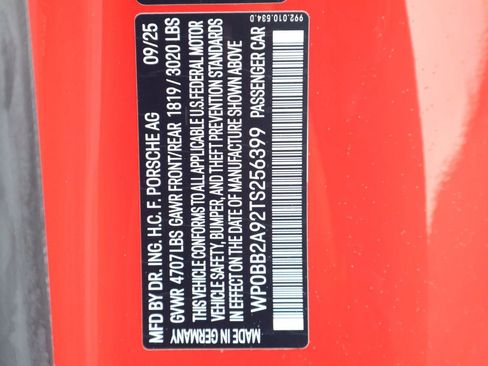 MFD BY DR. ING. H.C. F. PORSCHE AG 09/25
GVWR 4707 LBS GAWR FRONT/REAR 1819 / 3020 LBS
THIS VEHICLE CONFORMS TO ALL APPLICABLE U.S.FEDERAL MOTOR
VEHICLE SAFETY, BUMPER, AND THEFT PREVENTION STANDARDS
IN EFFECT ON THE DATE OF MANUFACTURE SHOWN ABOVE
WP0BB2A92TS256399 PASSENGER CAR
MADE IN GERMANY
992.010.534.D